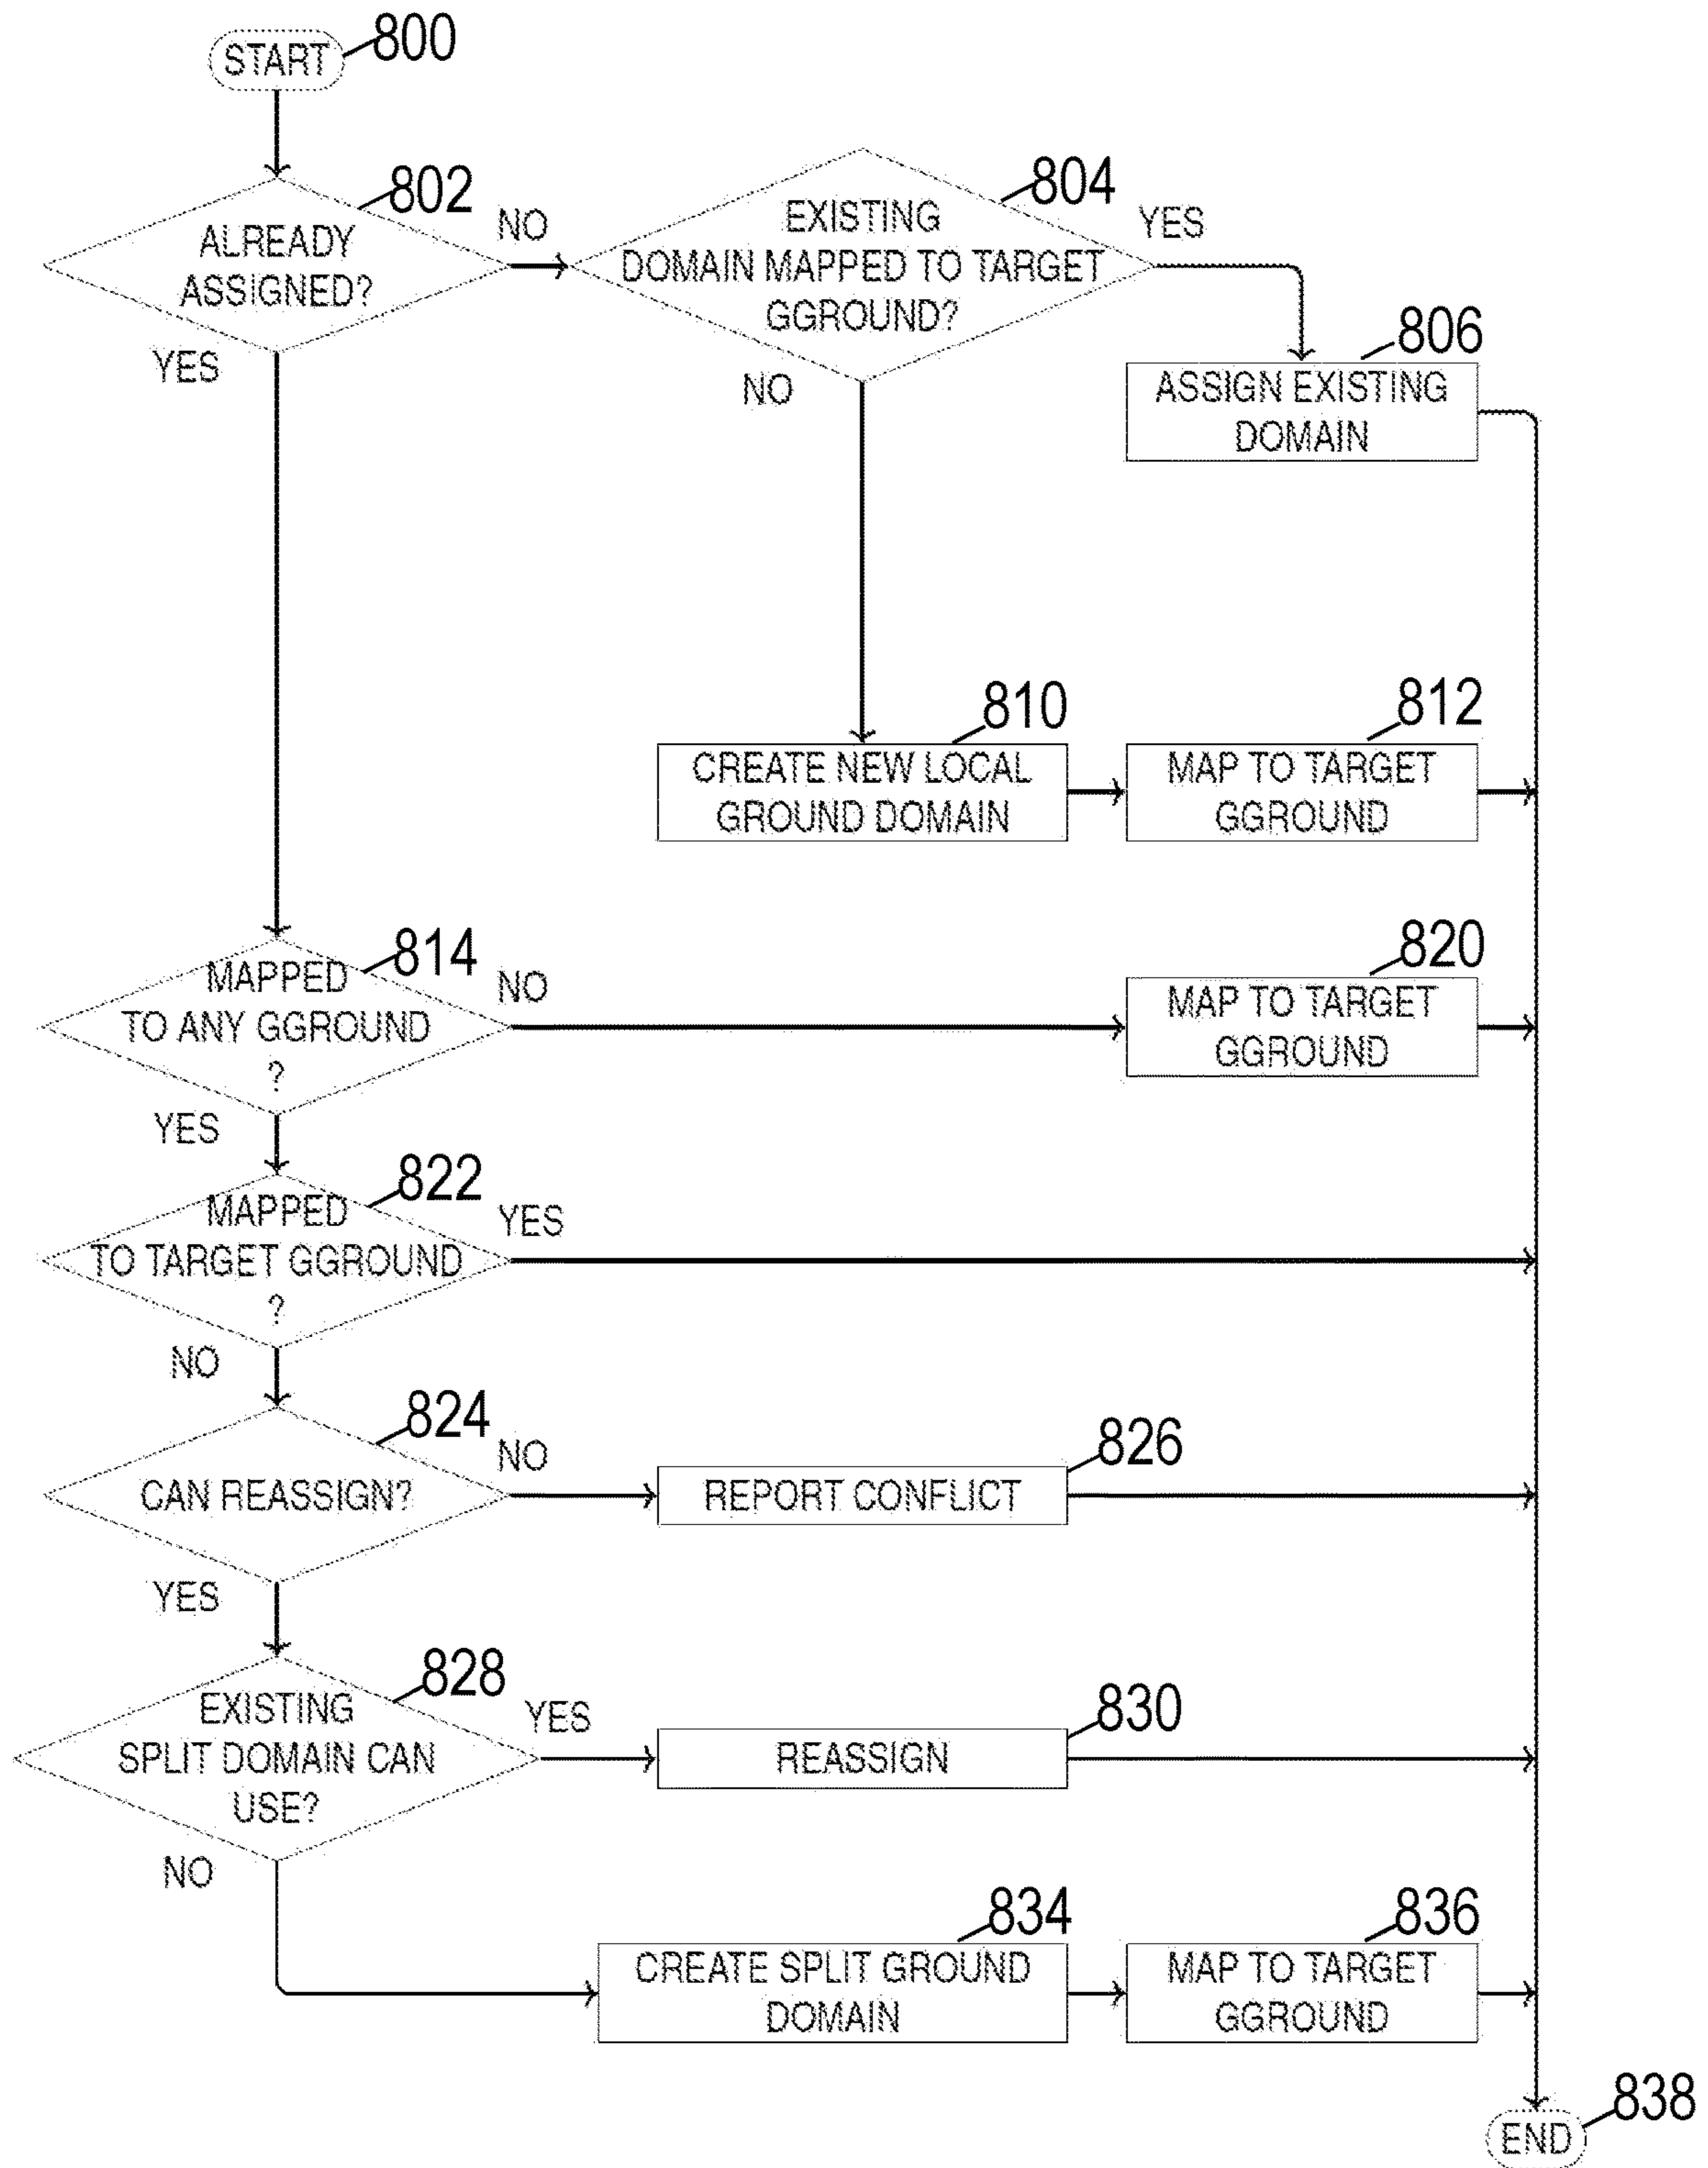 START
800
802
ALREADY
ASSIGNED?
NO
YES
804
EXISTING
DOMAIN MAPPED TO TARGET
GGROUND?
YES
NO
806
ASSIGN EXISTING
DOMAIN
810
CREATE NEW LOCAL
GROUND DOMAIN
812
MAP TO TARGET
GGROUND
814
MAPPED
TO ANY GGROUND
?
NO
YES
820
MAP TO TARGET
GGROUND
822
MAPPED
TO TARGET GGROUND
?
YES
NO
824
CAN REASSIGN?
NO
YES
826
REPORT CONFLICT
828
EXISTING
SPLIT DOMAIN CAN
USE?
YES
NO
830
REASSIGN
834
CREATE SPLIT GROUND
DOMAIN
836
MAP TO TARGET
GGROUND
838
END